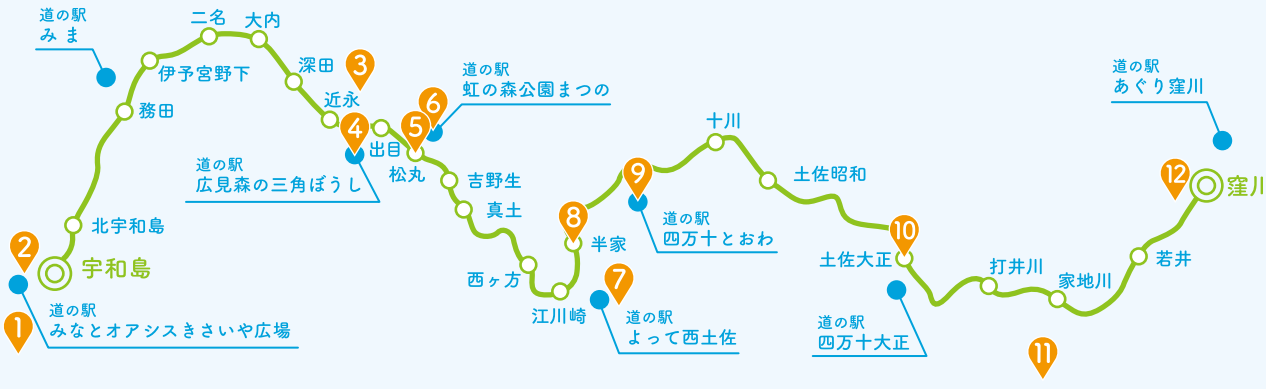 道の駅
みま
二名
大内
伊予宮野下
務田
深田
3
近永
道の駅
虹の森公園まつの
6
5
4
出目
松丸
道の駅
広見森の三角ぼうし
吉野生
真土
北宇和島
2
宇和島
1
道の駅
みなとオアシスきさいや広場
西ヶ方
江川崎
8
半家
7
道の駅
よって西土佐
9
道の駅
四万十とおわ
十川
土佐昭和
10
土佐大正
道の駅
四万十大正
打井川
家地川
11
若井
道の駅
あぐり窪川
12
窪川